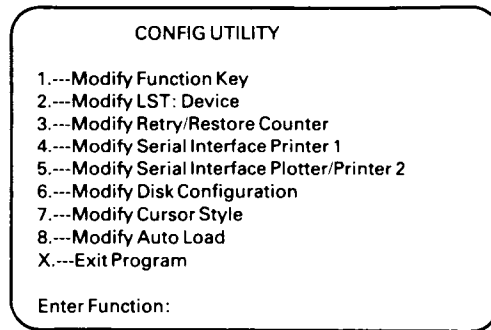 CONFIG UTILITY
1.---Modify Function Key
2.---Modify LST: Device
3.---Modify Retry/Restore Counter
4.---Modify Serial Interface Printer 1
5.---Modify Serial Interface Plotter/Printer 2
6.---Modify Disk Configuration
7.---Modify Cursor Style
8.---Modify Auto Load
X.---Exit Program
Enter Function: